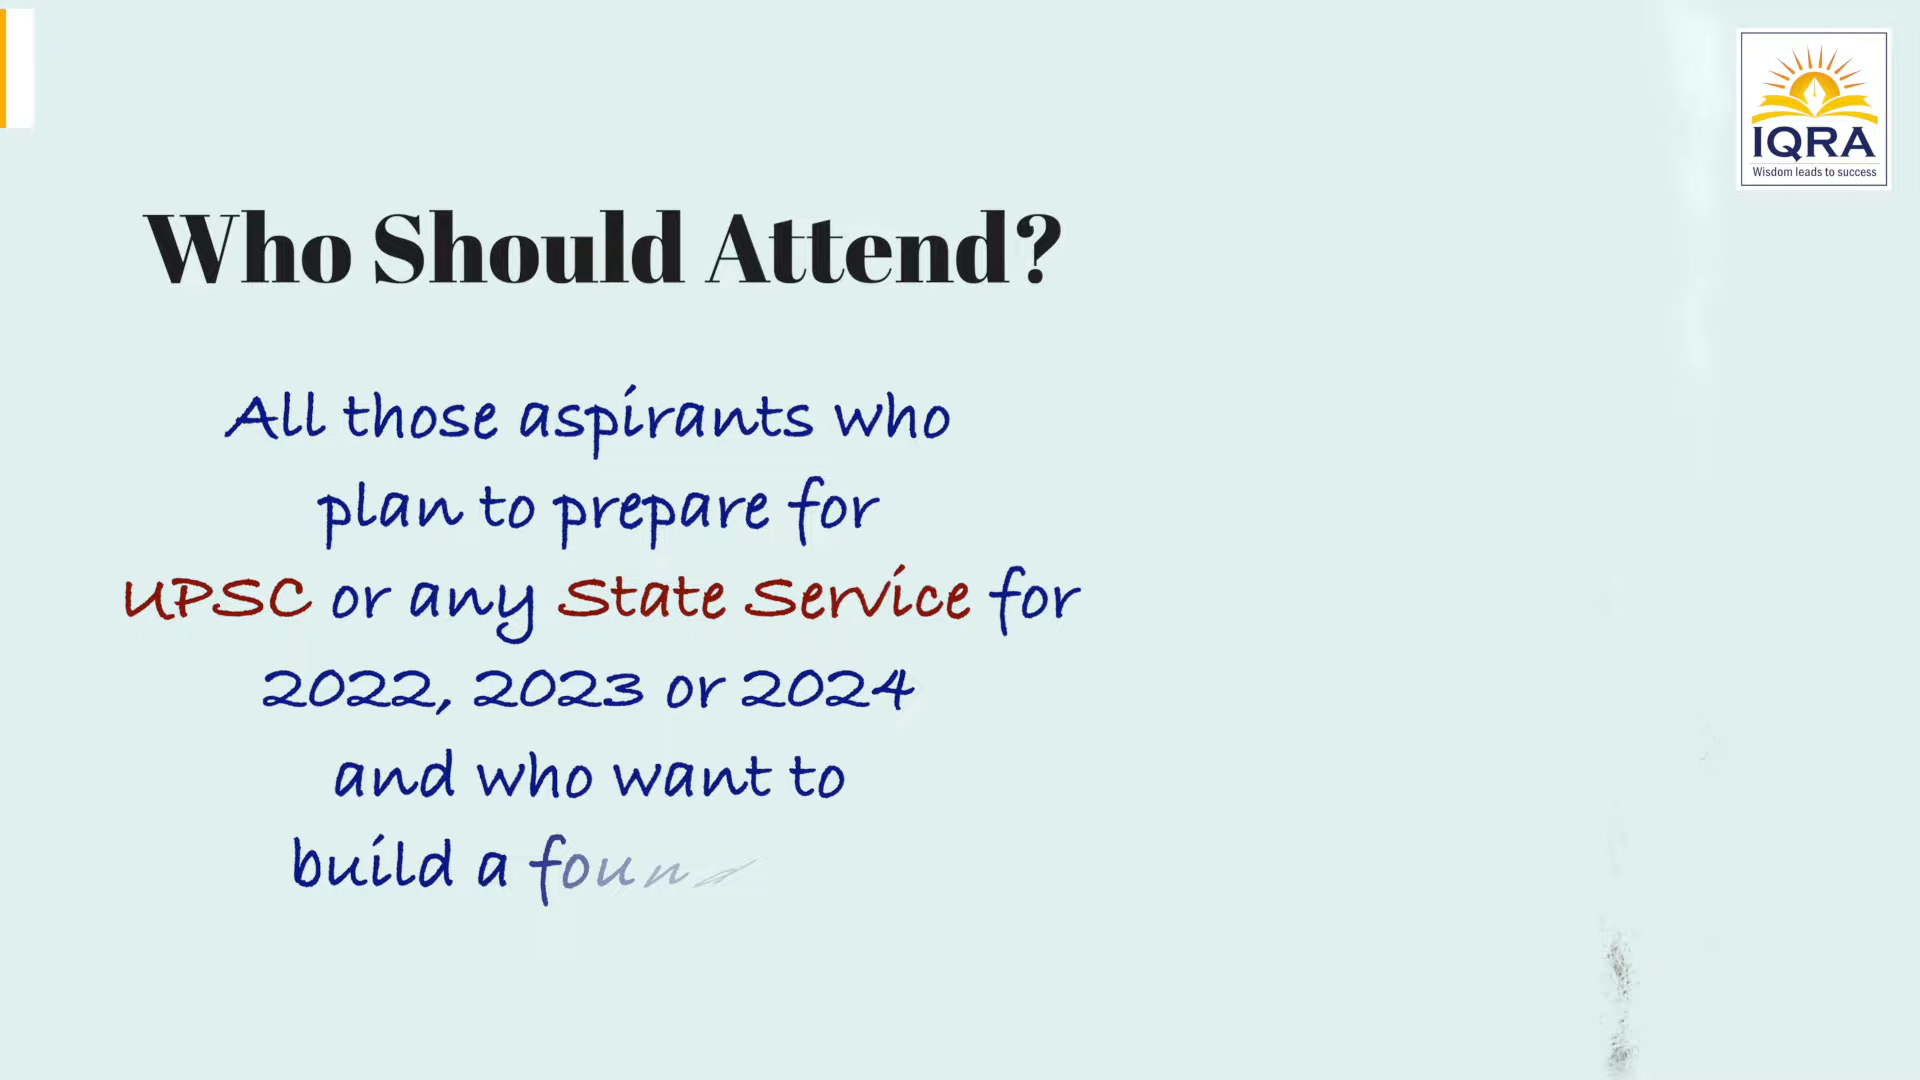 IQRA
Wisdom leads to success
Who Should Attend?
All those aspirants who
plan to prepare for
UPSC or any State Service for
2022, 2023 or 2024
and who want to
build a found